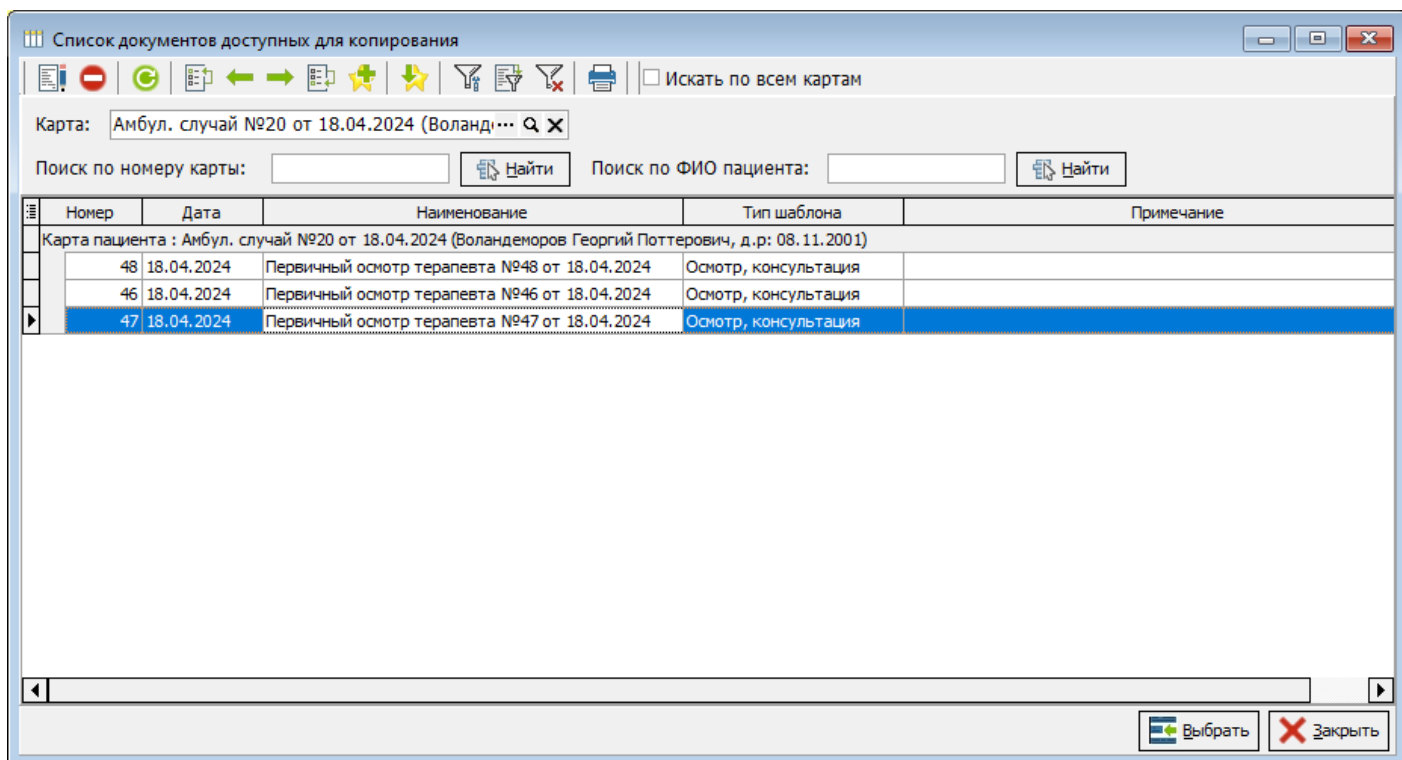 Список документов доступных для копирования
Искать по всем картам
Карта: Амбул. случай №20 от 18.04.2024 (Воланд ...
Поиск по номеру карты: Найти Поиск по ФИО пациента: Найти
Номер Дата Наименование Тип шаблона Примечание
Карта пациента : Амбул. случай №20 от 18.04.2024 (Воландеморов Георгий Поттерович, д.р: 08.11.2001)
48 18.04.2024 Первичный осмотр терапевта №48 от 18.04.2024 Осмотр, консультация
46 18.04.2024 Первичный осмотр терапевта №46 от 18.04.2024 Осмотр, консультация
47 18.04.2024 Первичный осмотр терапевта №47 от 18.04.2024 Осмотр, консультация
Выбрать Закрыть